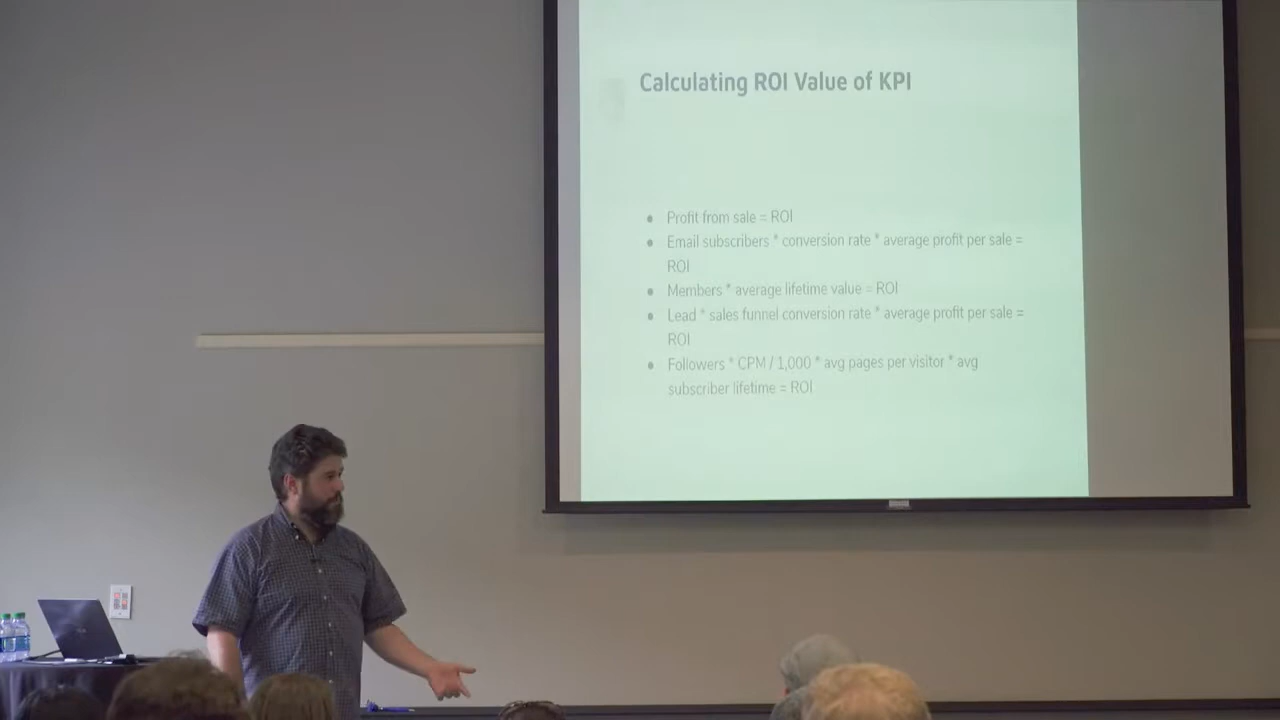 Calculating ROI Value of KPI
● Profit from sale = ROI
● Email subscribers * conversion rate * average profit per sale =
ROI
● Members * average lifetime value = ROI
● Lead * sales funnel conversion rate * average profit per sale =
ROI
● Followers * CPM / 1,000 * avg pages per visitor * avg
subscriber lifetime = ROI